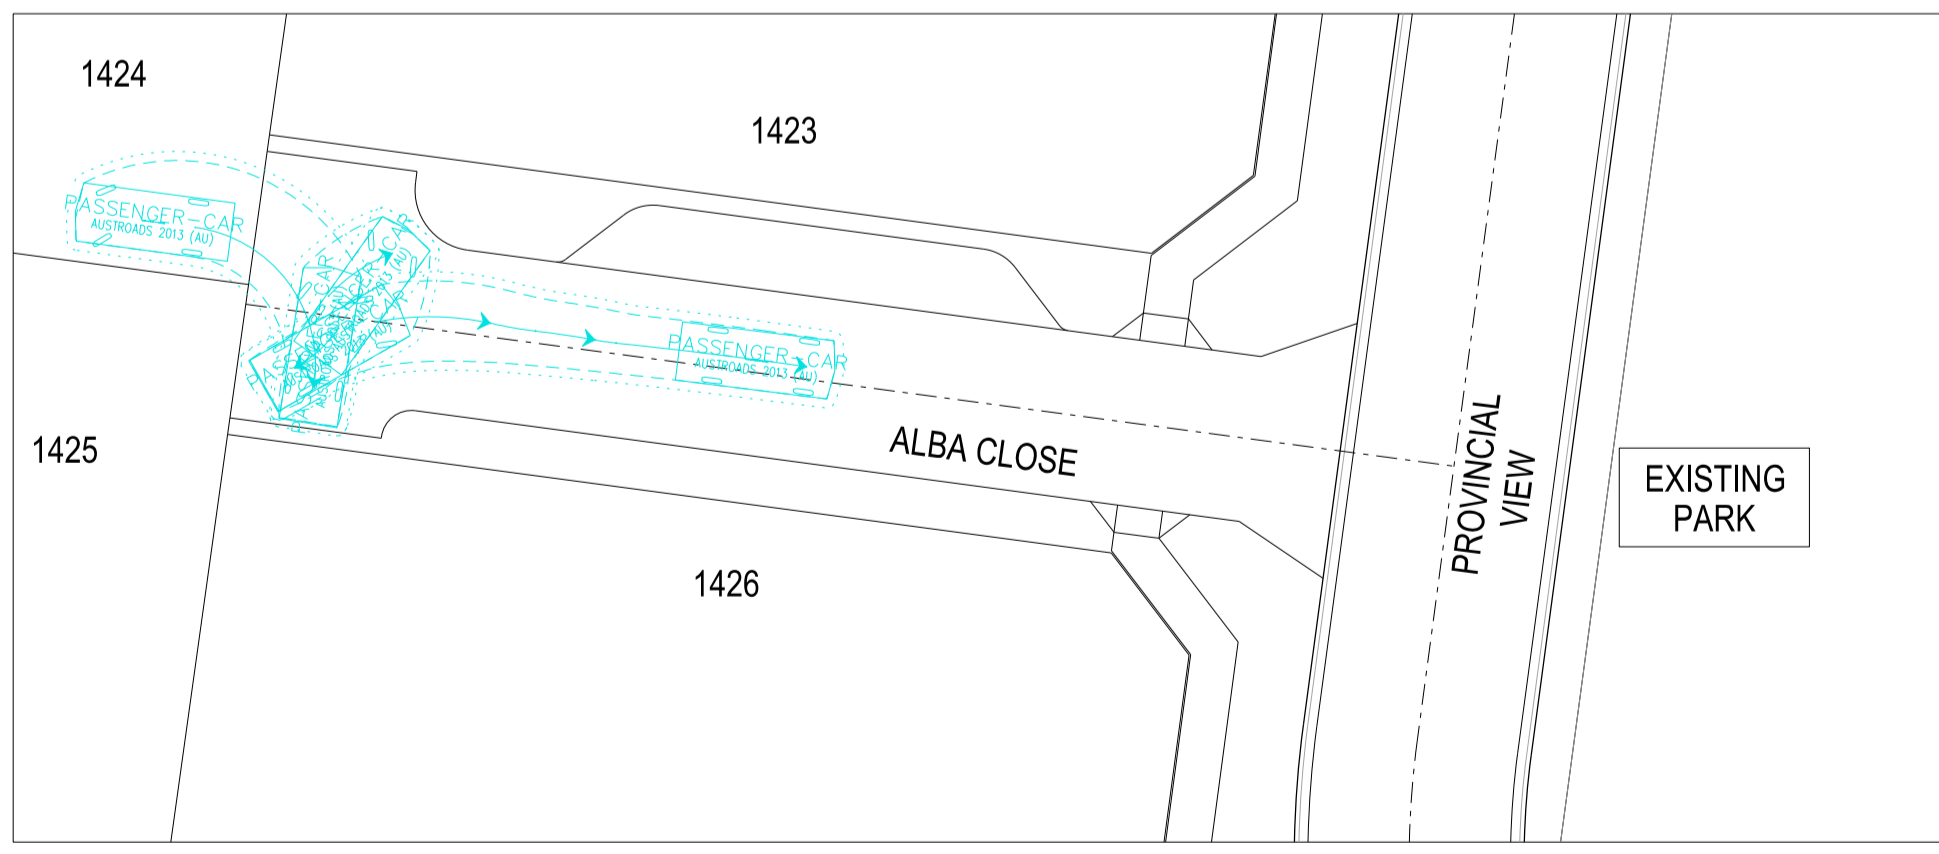 1424
1423
PASSENGER-CAR
AUSTROADS 2013 (AU)
PASSENGER-CAR
AUSTROADS 2013 (AU)
ALBA CLOSE
1425
PROVINCIAL
VIEW
EXISTING
PARK
1426